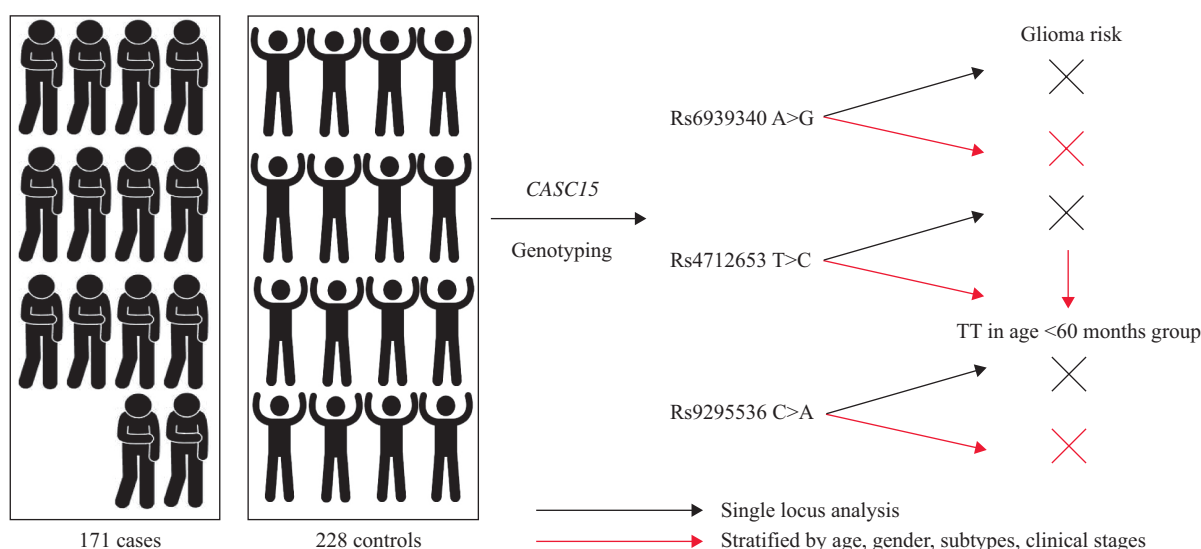 Glioma risk
Rs6939340 A>G
CASC15
Genotyping
Rs4712653 T>C
TT in age <60 months group
Rs9295536 C>A
171 cases
228 controls
Single locus analysis
Stratified by age, gender, subtypes, clinical stages